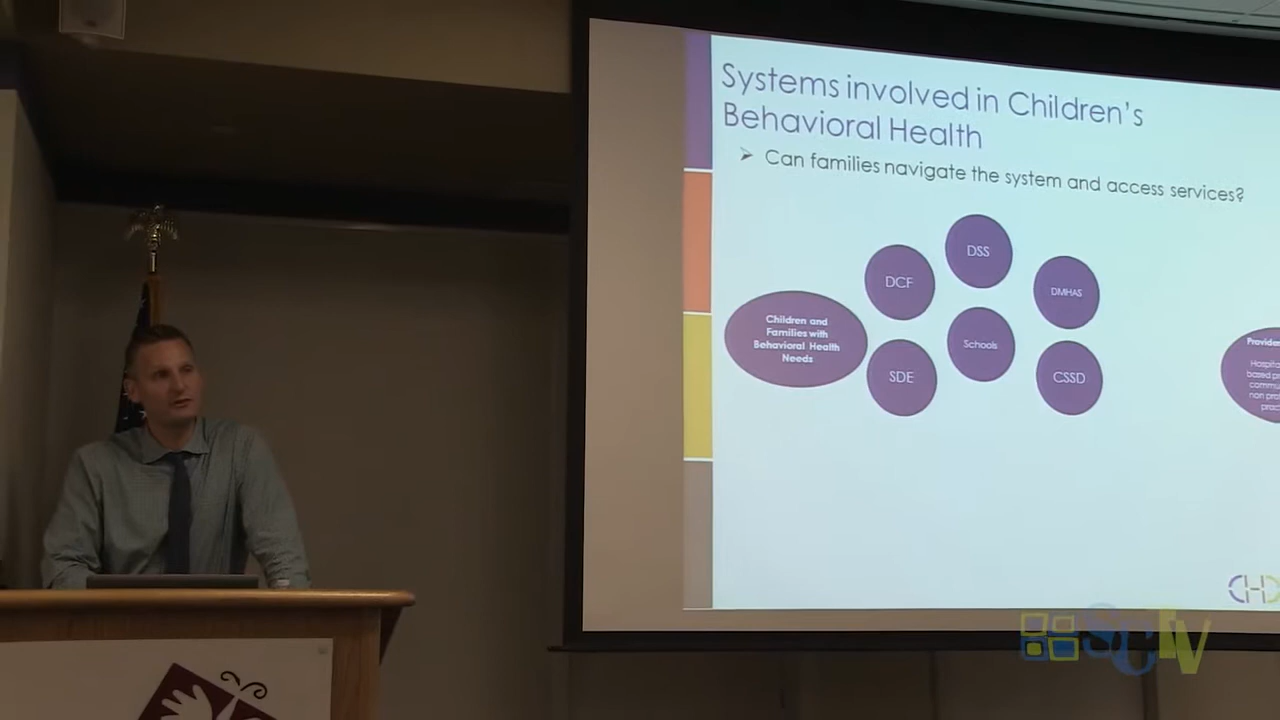 Systems involved in Children's
Behavioral Health
Can families navigate the system and access services?
DSS
DCF
DMHAS
Children and
Families with
Behavioral Health
Needs
Schools
SDE
CSSD
SCTV